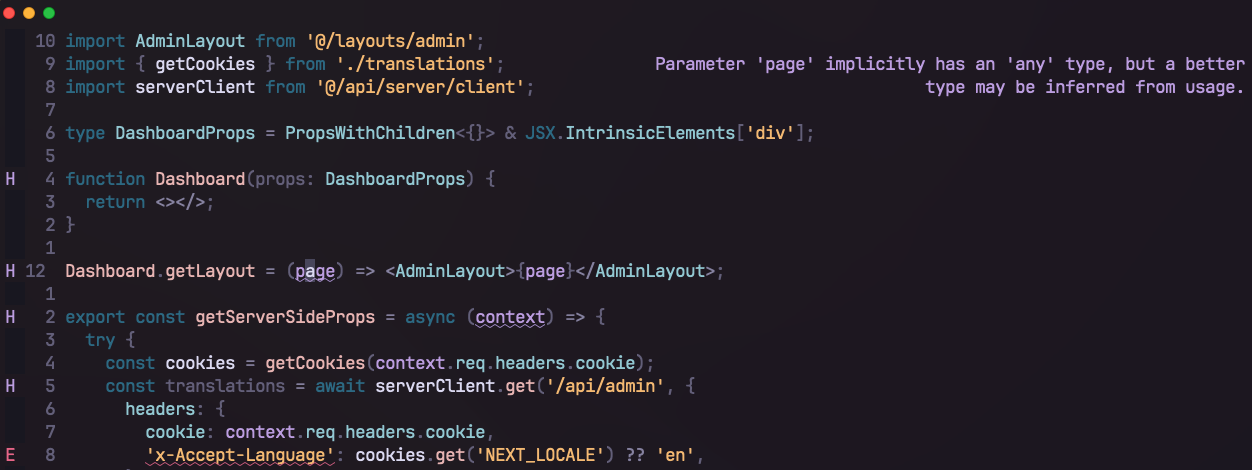 10 import AdminLayout from '@/layouts/admin';
9 import { getCookies } from './translations';
Parameter 'page' implicitly has an 'any' type, but a better
8 import serverClient from '@/api/server/client';
type may be inferred from usage.
7
6 type DashboardProps = PropsWithChildren<{}> & JSX.IntrinsicElements['div'];
5
H 4 function Dashboard(props: DashboardProps) {
3   return <></>;
2 }
1
H 12 Dashboard.getLayout = (page) => <AdminLayout>{page}</AdminLayout>;
1
H 2 export const getServerSideProps = async (context) => {
3   try {
4     const cookies = getCookies(context.req.headers.cookie);
H 5     const translations = await serverClient.get('/api/admin', {
6       headers: {
7         cookie: context.req.headers.cookie,
E 8         'x-Accept-Language': cookies.get('NEXT_LOCALE') ?? 'en',